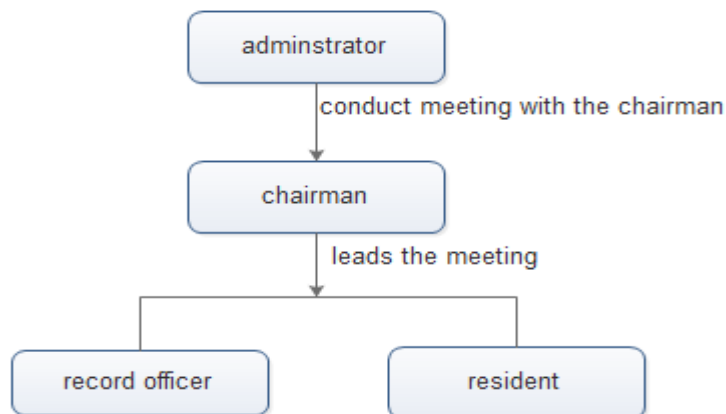 adminstrator
conduct meeting with the chairman
chairman
leads the meeting
record officer
resident